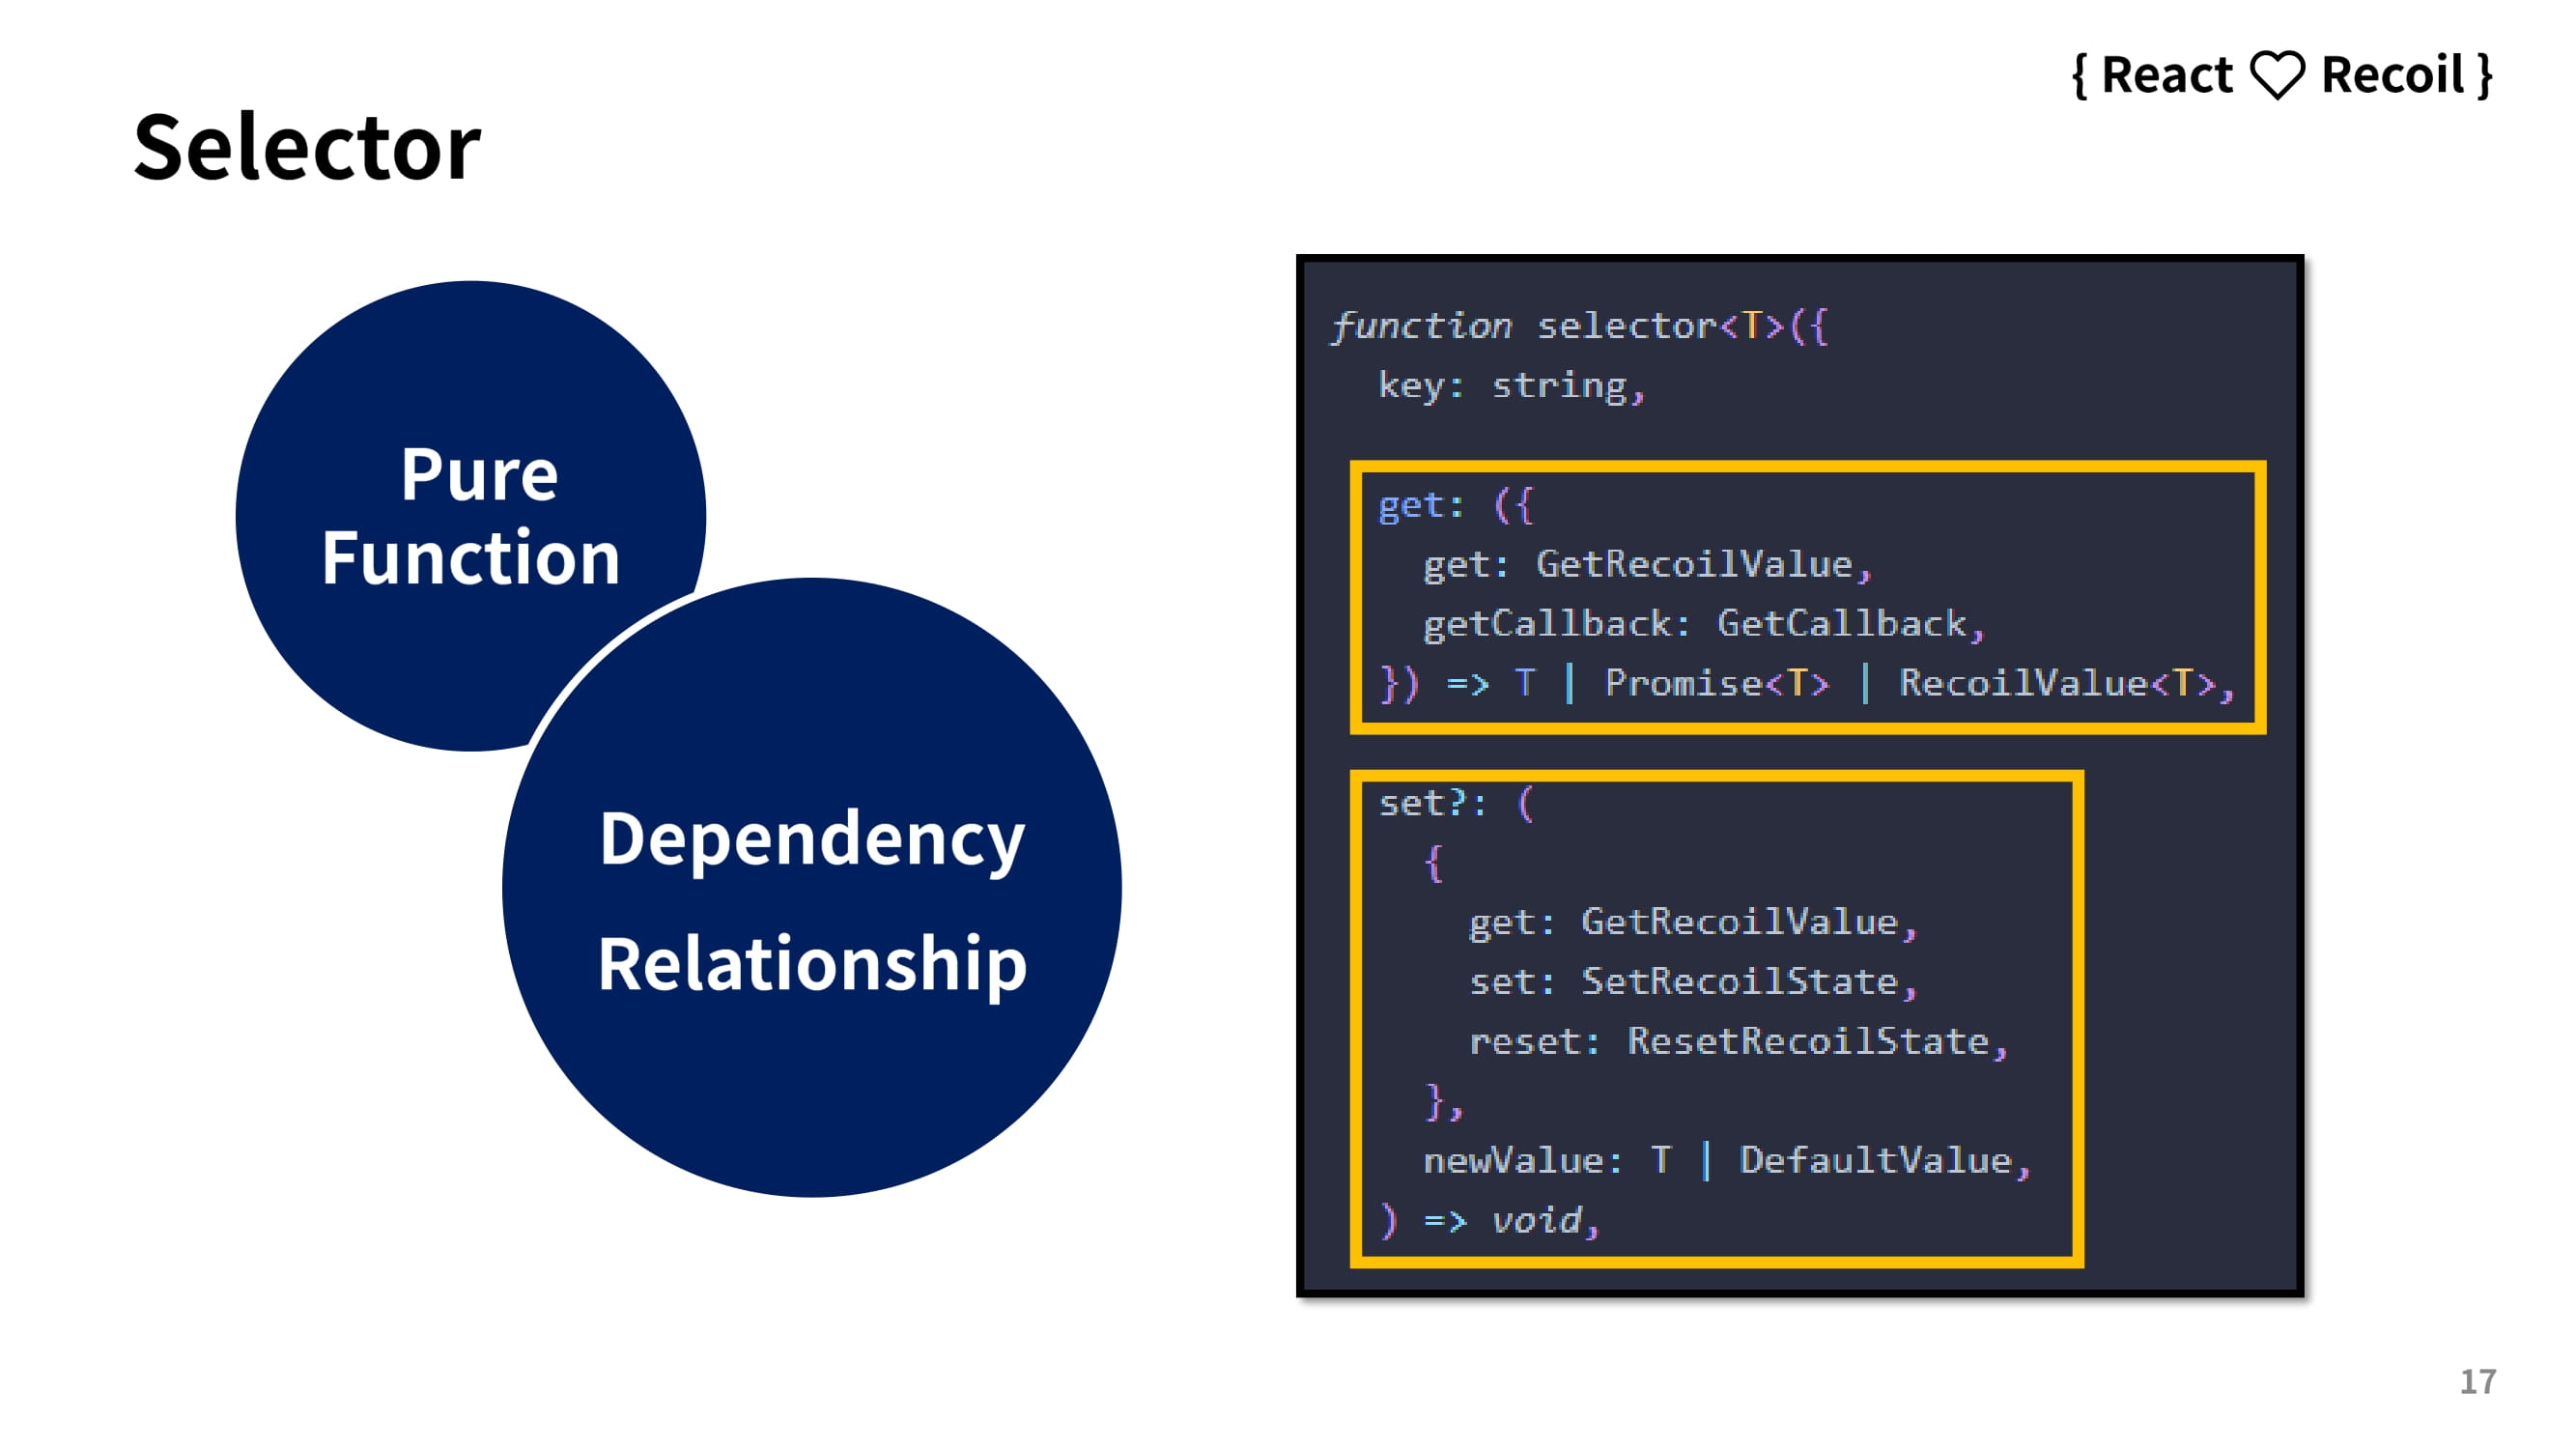 { React ♡ Recoil }
Selector
Pure
Function
Dependency
Relationship
function selector<T>({
  key: string,
  get: ({
    get: GetRecoilValue,
    getCallback: GetCallback,
  }) => T | Promise<T> | RecoilValue<T>,
  set?: (
    {
      get: GetRecoilValue,
      set: SetRecoilState,
      reset: ResetRecoilState,
    },
    newValue: T | DefaultValue,
  ) => void,
17